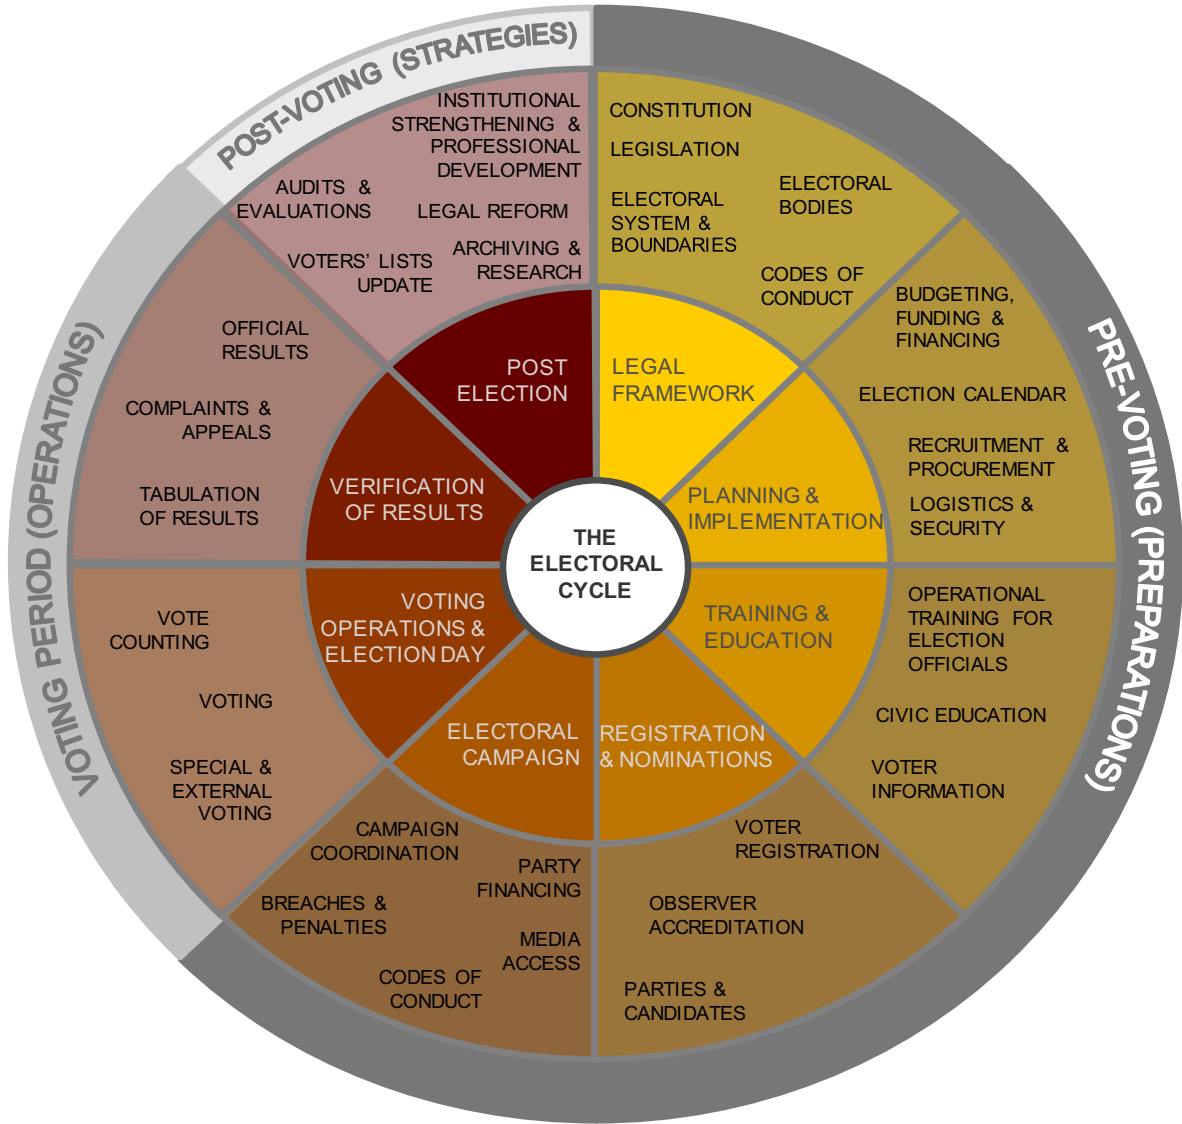 POST-VOTING (STRATEGIES)
PRE-VOTING (PREPARATIONS)
VOTING PERIOD (OPERATIONS)
THE
ELECTORAL
CYCLE
LEGAL
FRAMEWORK
CONSTITUTION
LEGISLATION
ELECTORAL
SYSTEM &
BOUNDARIES
ELECTORAL
BODIES
CODES OF
CONDUCT
PLANNING &
IMPLEMENTATION
BUDGETING,
FUNDING &
FINANCING
ELECTION CALENDAR
RECRUITMENT &
PROCUREMENT
LOGISTICS &
SECURITY
TRAINING &
EDUCATION
OPERATIONAL
TRAINING FOR
ELECTION
OFFICIALS
CIVIC EDUCATION
VOTER
INFORMATION
REGISTRATION
& NOMINATIONS
VOTER
REGISTRATION
OBSERVER
ACCREDITATION
PARTIES &
CANDIDATES
ELECTORAL
CAMPAIGN
CAMPAIGN
COORDINATION
PARTY
FINANCING
BREACHES &
PENALTIES
MEDIA
ACCESS
CODES OF
CONDUCT
VOTING
OPERATIONS &
ELECTION DAY
VOTE
COUNTING
VOTING
SPECIAL &
EXTERNAL
VOTING
VERIFICATION
OF RESULTS
OFFICIAL
RESULTS
COMPLAINTS &
APPEALS
TABULATION
OF RESULTS
POST
ELECTION
INSTITUTIONAL
STRENGTHENING &
PROFESSIONAL
DEVELOPMENT
AUDITS &
EVALUATIONS
LEGAL REFORM
VOTERS’ LISTS
UPDATE
ARCHIVING &
RESEARCH